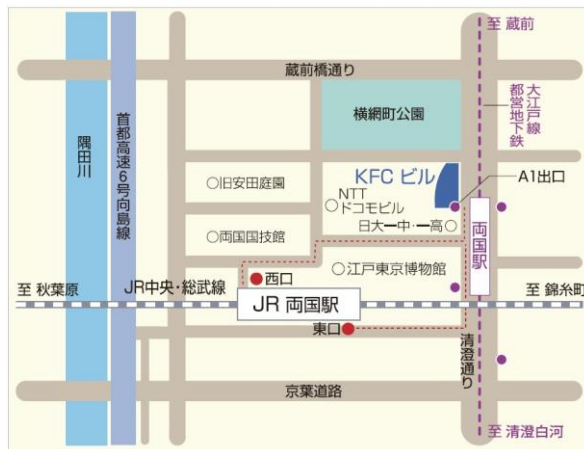 至 蔵前
蔵前橋通り
大江戸線
都営地下鉄
横網町公園
隅田川
首都高速6号向島線
KFC ビル
A1出口
○旧安田庭園
NTT
○ドコモビル
日大一中・一高○
○両国国技館
両国駅
○江戸東京博物館
西口
至 秋葉原
JR中央・総武線
JR 両国駅
至 錦糸町
東口
清澄通り
京葉道路
至 清澄白河